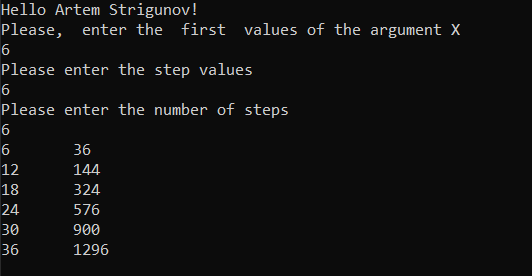 Hello Artem Strigunov!
Please,  enter the  first  values of the argument X
6
Please enter the step values
6
Please enter the number of steps
6
6       36
12      144
18      324
24      576
30      900
36      1296